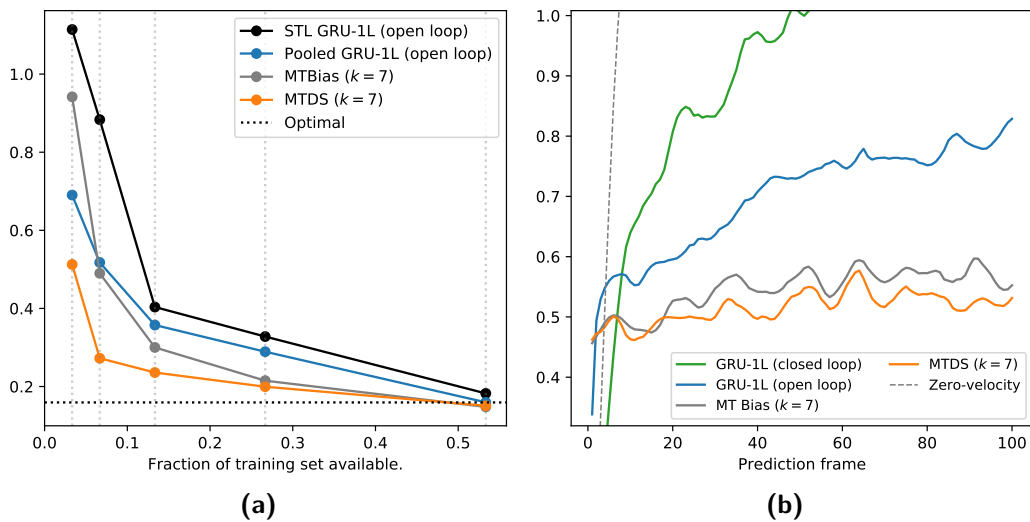 1.0
0.8
0.6
0.4
0.2
0.0
0.1
0.2
0.3
0.4
0.5
Fraction of training set available.
STL GRU-1L (open loop)
Pooled GRU-1L (open loop)
MTBias (k = 7)
MTDS (k = 7)
Optimal
(a)
1.0
0.9
0.8
0.7
0.6
0.5
0.4
0
20
40
60
80
100
Prediction frame
GRU-1L (closed loop)
GRU-1L (open loop)
MT Bias (k = 7)
MTDS (k = 7)
Zero-velocity
(b)